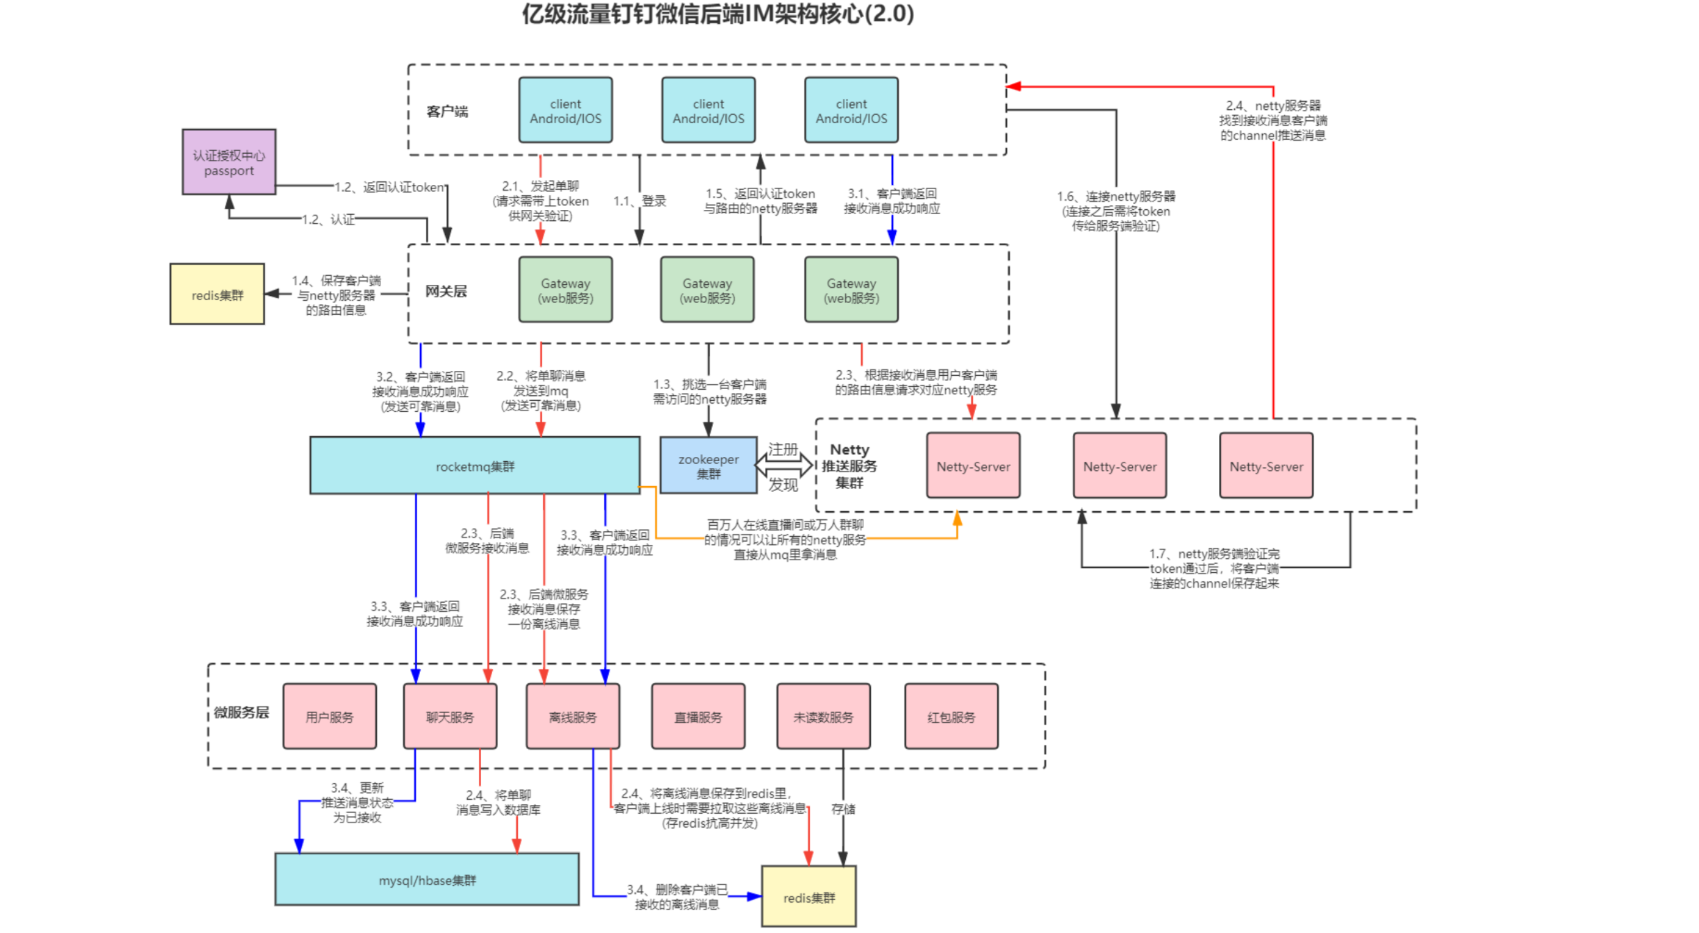 亿级流量钉钉微信后端IM架构核心(2.0)
客户端
client
Android/IOS
client
Android/IOS
client
Android/IOS
2.4、netty服务器
找到接收消息客户端
的channel推送消息
认证授权中心
passport
1.2、返回认证token
1.2、认证
2.1、发起单聊
(请求需带上token
供网关验证)
1.1、登录
1.5、返回认证token
与路由的netty服务器
3.1、客户端返回
接收消息成功响应
1.6、连接netty服务器
(连接之后需将token
传给服务端验证)
redis集群
1.4、保存客户端
与netty服务器
的路由信息
网关层
Gateway
(web服务)
Gateway
(web服务)
Gateway
(web服务)
3.2、客户端返回
接收消息成功响应
(发送可靠消息)
2.2、将单聊消息
发送到mq
(发送可靠消息)
1.3、挑选一台客户端
需访问的netty服务器
2.3、根据接收消息用户客户端
的路由信息请求对应netty服务
rocketmq集群
zookeeper
集群
注册
发现
Netty
推送服务
集群
Netty-Server
Netty-Server
Netty-Server
2.3、后端
微服务接收消息
3.3、客户端返回
接收消息成功响应
百万人在线直播间或万人群聊
的情况可以让所有的netty服务
直接从mq里拿消息
1.7、netty服务端验证完
token通过后，将客户端
连接的channel保存起来
3.3、客户端返回
接收消息成功响应
2.3、后端微服务
接收消息保存
一份离线消息
微服务层
用户服务
聊天服务
离线服务
直播服务
未读数服务
红包服务
3.4、更新
推送消息状态
为已接收
2.4、将单聊
消息写入数据库
2.4、将离线消息保存到redis里，
客户端上线时需要拉取这些离线消息
(存redis抗高并发)
存储
mysql/hbase集群
3.4、删除客户端已
接收的离线消息
redis集群